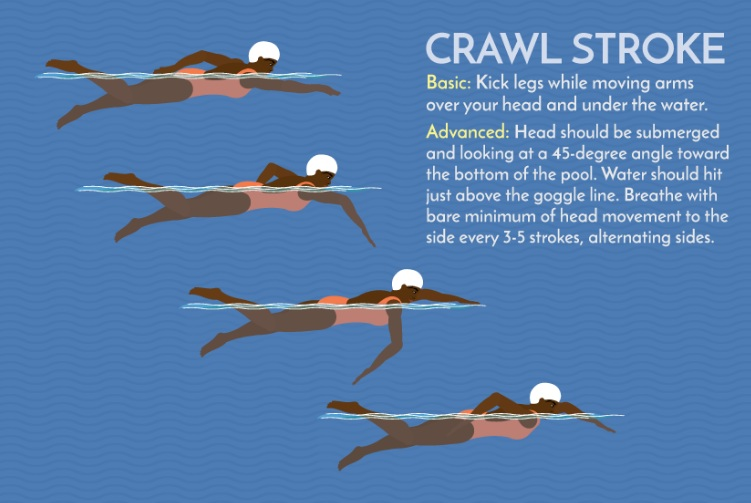 CRAWL STROKE
Basic: Kick legs while moving arms
over your head and under the water.
Advanced: Head should be submerged
and looking at a 45-degree angle toward
the bottom of the pool. Water should hit
just above the goggle line. Breathe with
bare minimum of head movement to the
side every 3-5 strokes, alternating sides.